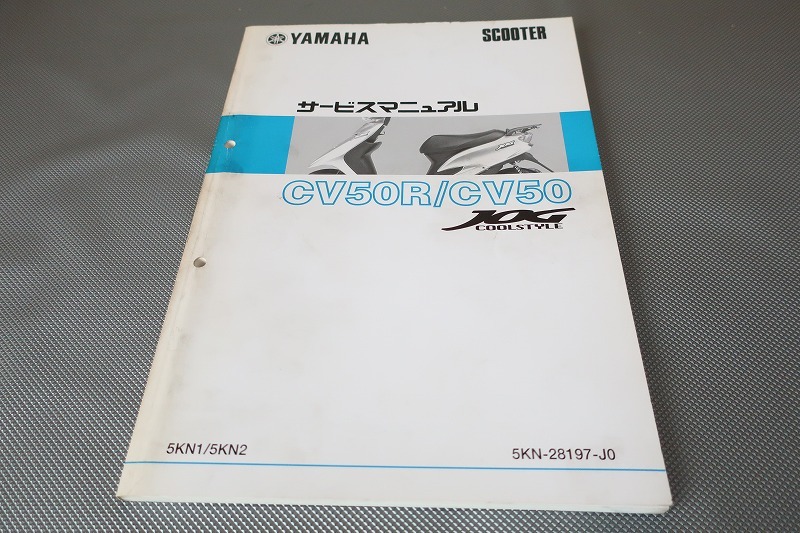 YAMAHA SCOOTER
サービスマニュアル
CV50R/CV50
JOG
COOLSTYLE
5KN1/5KN2 5KN-28197-J0